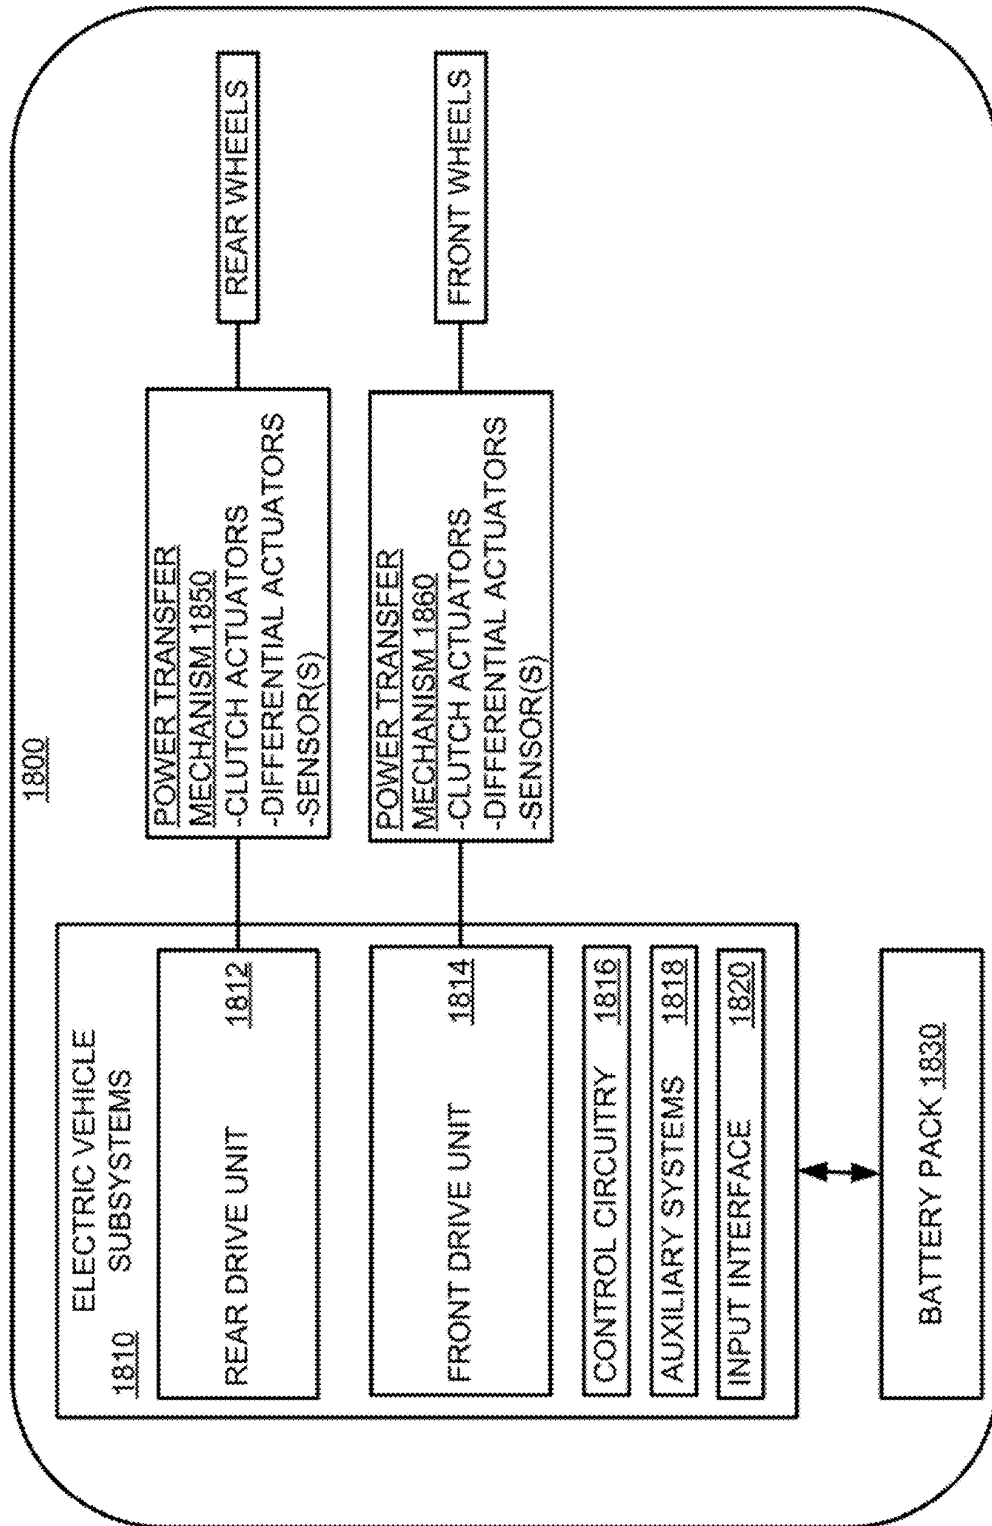 1800
ELECTRIC VEHICLE
1810 SUBSYSTEMS
REAR DRIVE UNIT 1812
FRONT DRIVE UNIT 1814
CONTROL CIRCUITRY 1816
AUXILIARY SYSTEMS 1818
INPUT INTERFACE 1820
BATTERY PACK 1830
POWER TRANSFER
MECHANISM 1850
-CLUTCH ACTUATORS
-DIFFERENTIAL ACTUATORS
-SENSOR(S)
REAR WHEELS
POWER TRANSFER
MECHANISM 1860
-CLUTCH ACTUATORS
-DIFFERENTIAL ACTUATORS
-SENSOR(S)
FRONT WHEELS